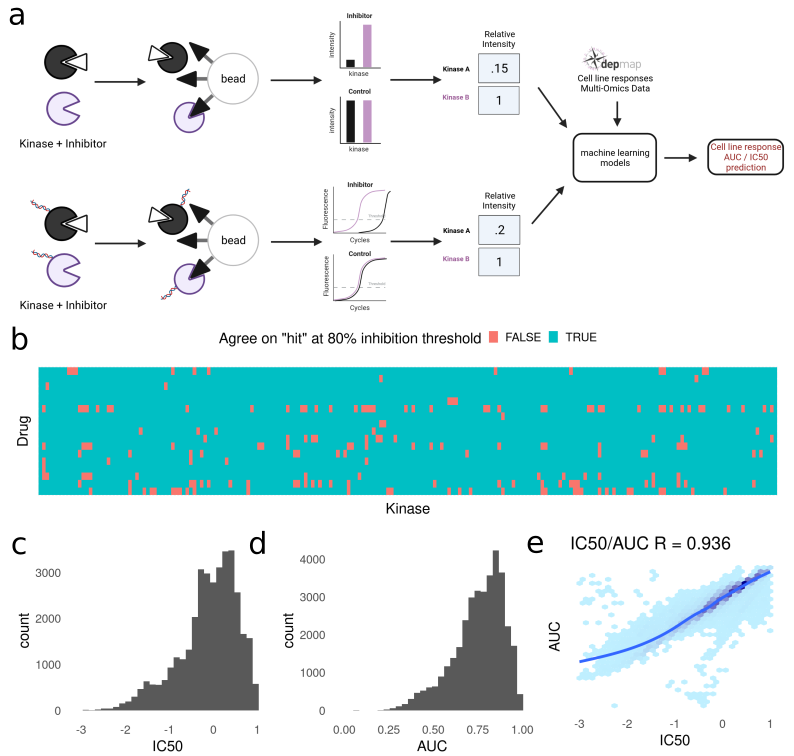 a
Inhibitor
intensity
kinase
Control
intensity
kinase
bead
Kinase + Inhibitor
Relative
Intensity
Kinase A
.15
Kinase B
1
depmap
Cell line responses
Multi-Omics Data
machine learning
models
Cell line response
AUC / IC50
prediction
bead
Kinase + Inhibitor
Inhibitor
Fluorescence
Threshold
Cycles
Control
Fluorescence
Threshold
Cycles
Relative
Intensity
Kinase A
.2
Kinase B
1
b
Agree on "hit" at 80% inhibition threshold
FALSE
TRUE
Drug
Kinase
c
count
3000
2000
1000
0
-3 -2 -1 0 1
IC50
d
count
4000
3000
2000
1000
0
0.00 0.25 0.50 0.75 1.00
AUC
e
IC50/AUC R = 0.936
AUC
-3 -2 -1 0 1
IC50